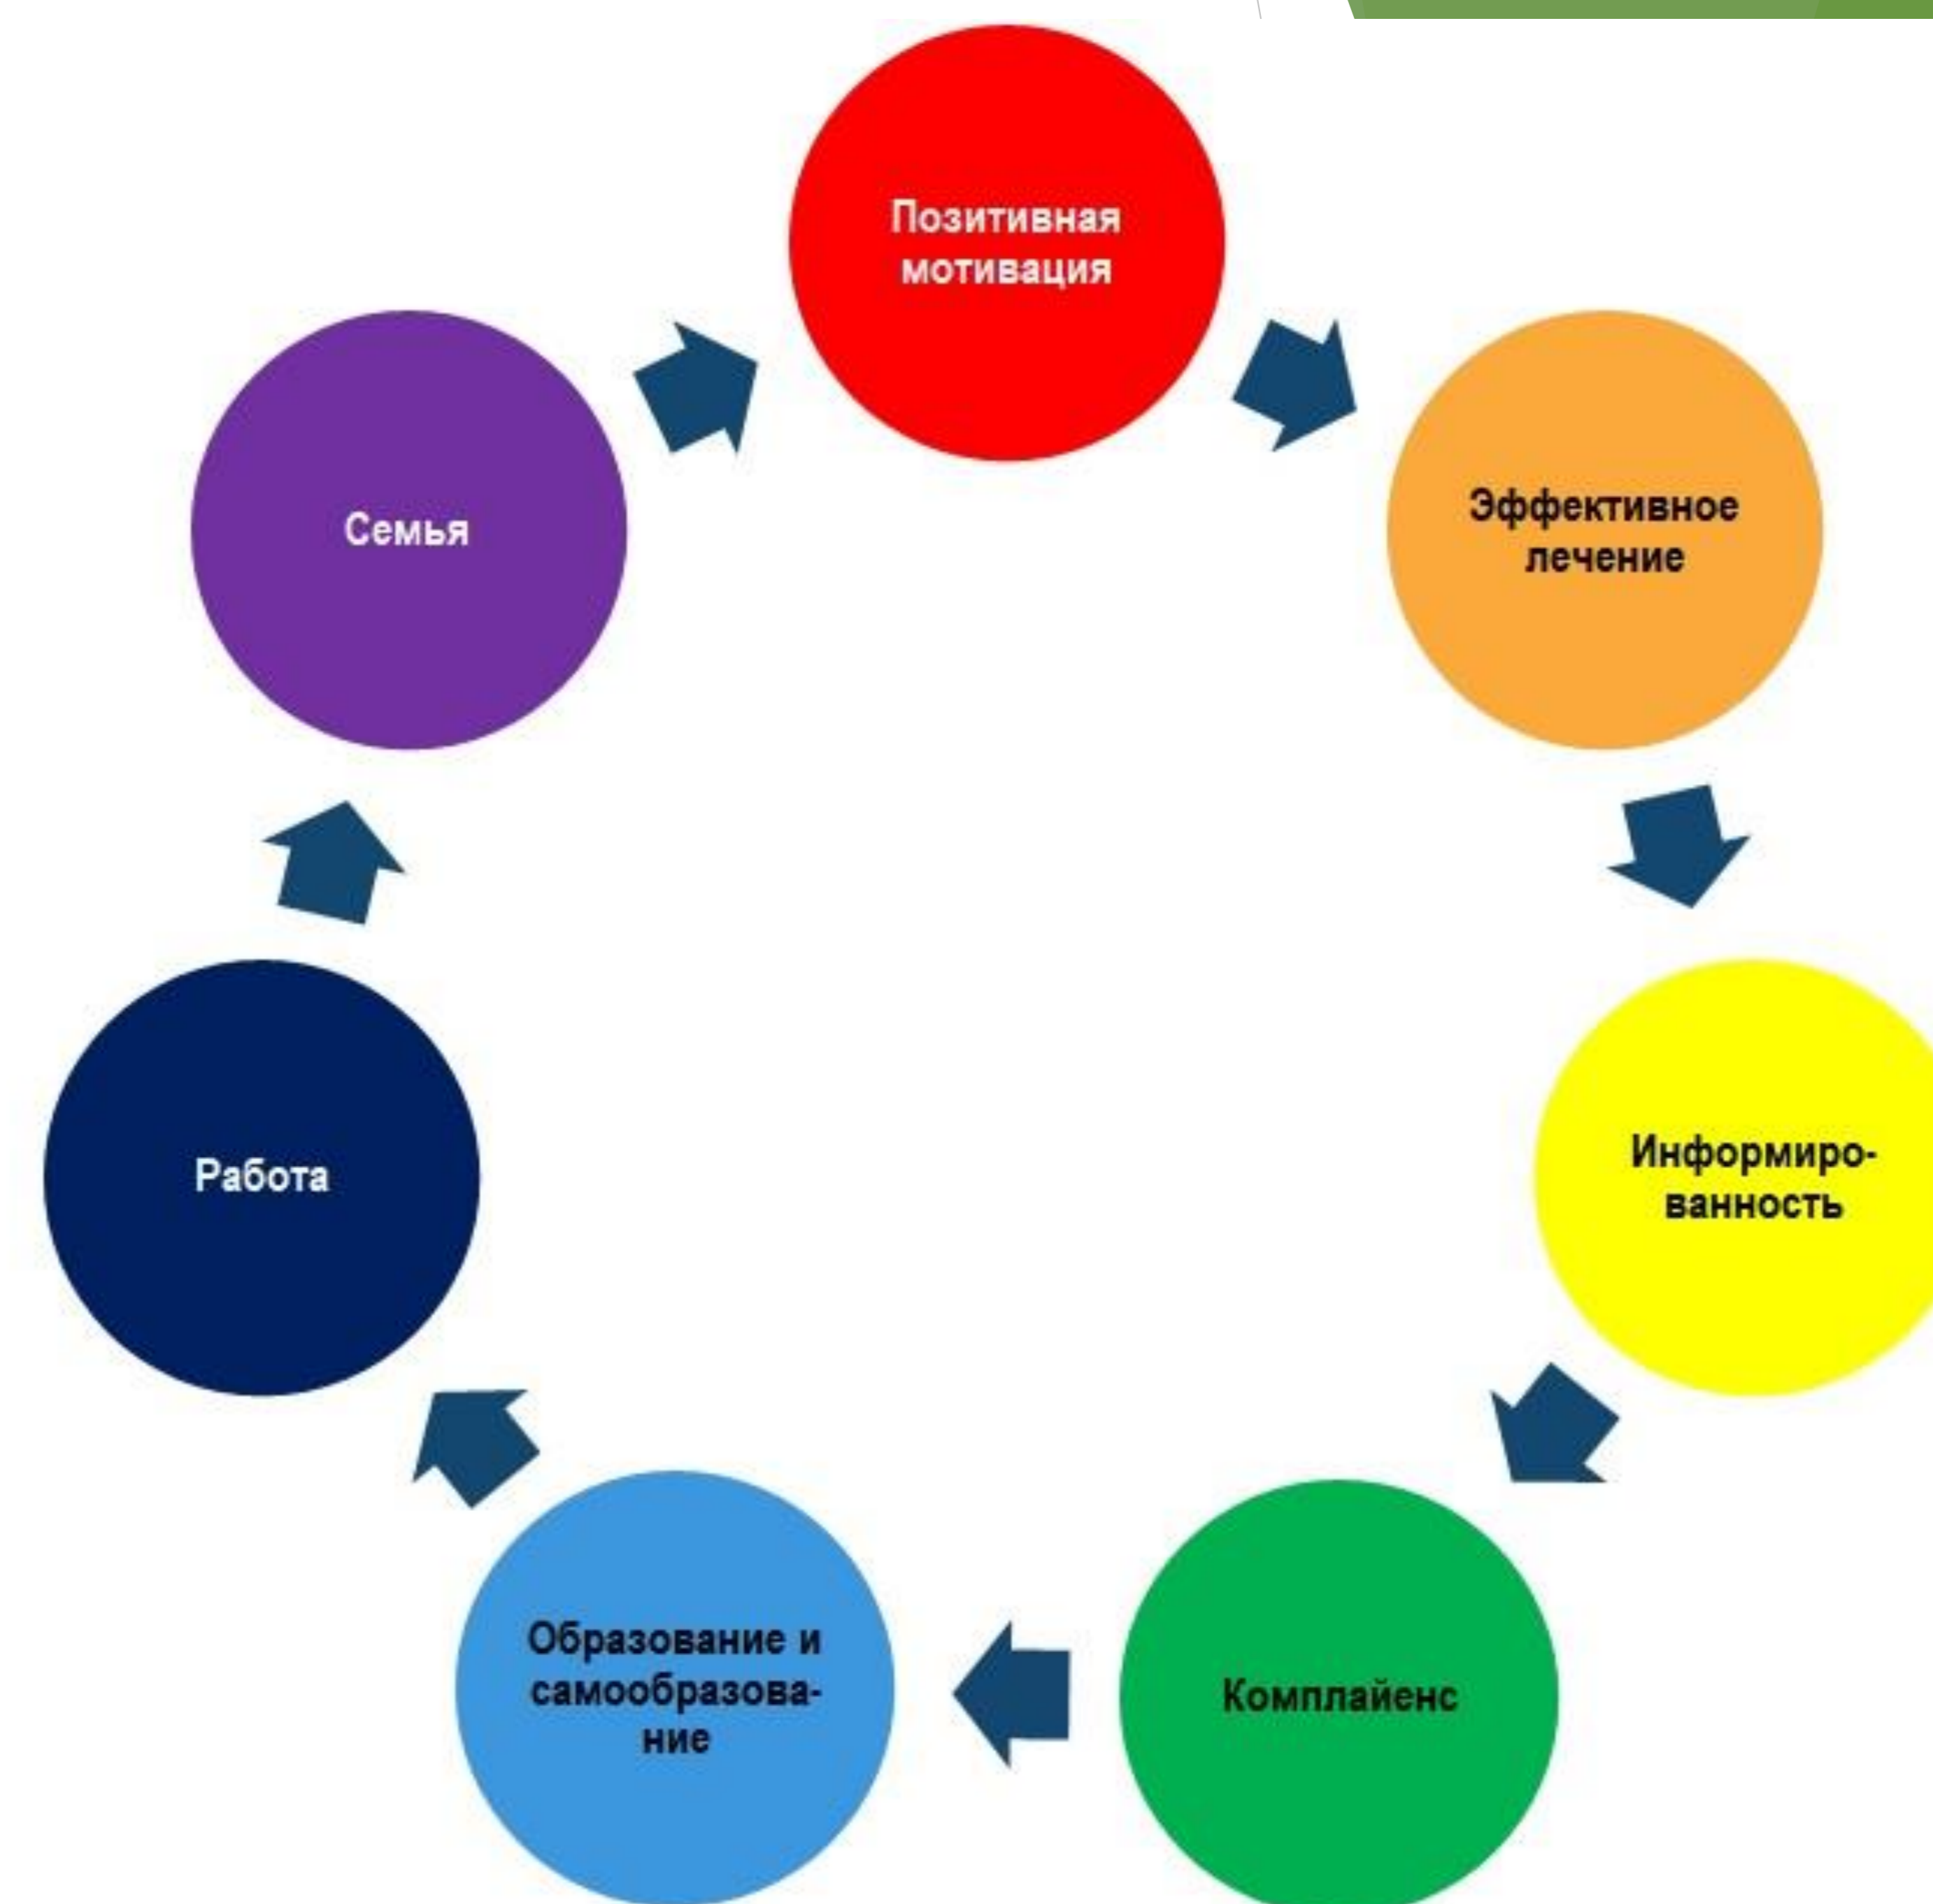 Позитивная
мотивация
Эффективное
лечение
Информиро-
ванность
Комплайенс
Образование и
самообразова-
ние
Работа
Семья